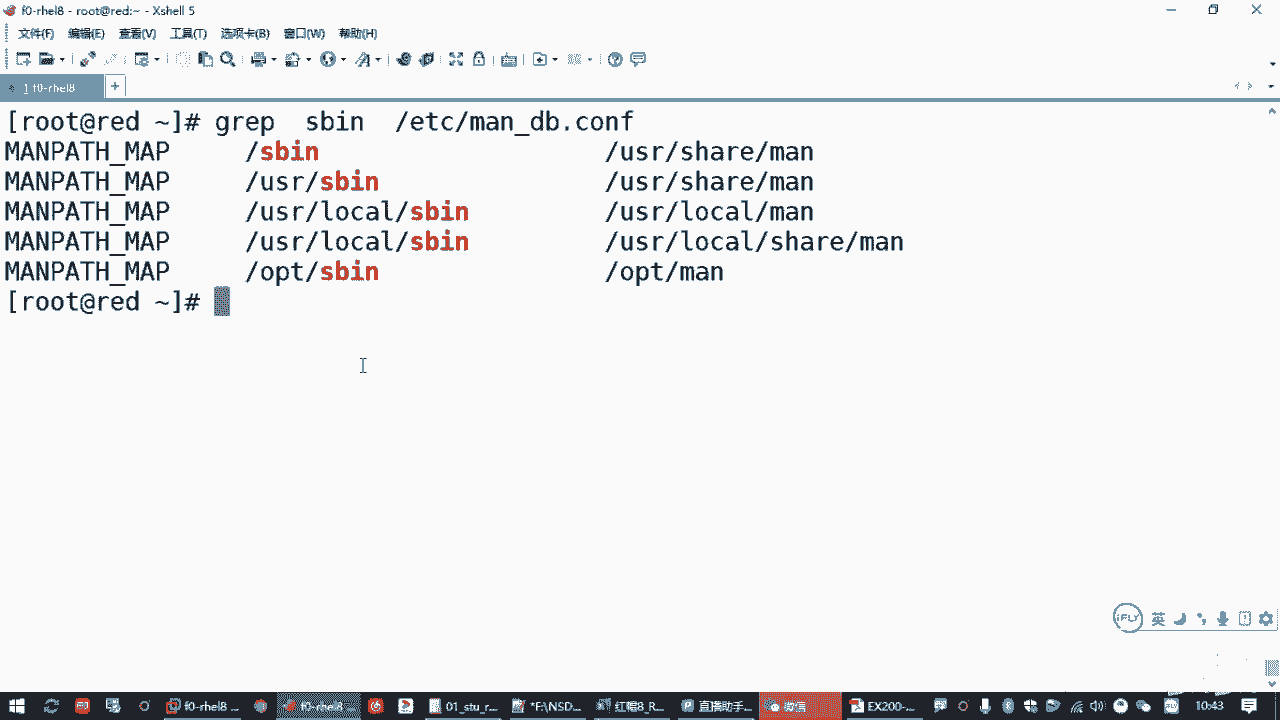 f0-rhel8 - root@red:~ - Xshell 5
文件(F) 编辑(E) 查看(V) 工具(T) 选项卡(B) 窗口(W) 帮助(H)
1 f0-rhel8
[root@red ~]# grep  sbin  /etc/man_db.conf
MANPATH_MAP     /sbin                   /usr/share/man
MANPATH_MAP     /usr/sbin               /usr/share/man
MANPATH_MAP     /usr/local/sbin         /usr/local/man
MANPATH_MAP     /usr/local/sbin         /usr/local/share/man
MANPATH_MAP     /opt/sbin               /opt/man
[root@red ~]#
iFLY 英
f0-rhel8 ... f0-rhel8 01_stu_r... *F:\NSD... 红帽8_R... 直播助手... 微信 EX200-... 10:43